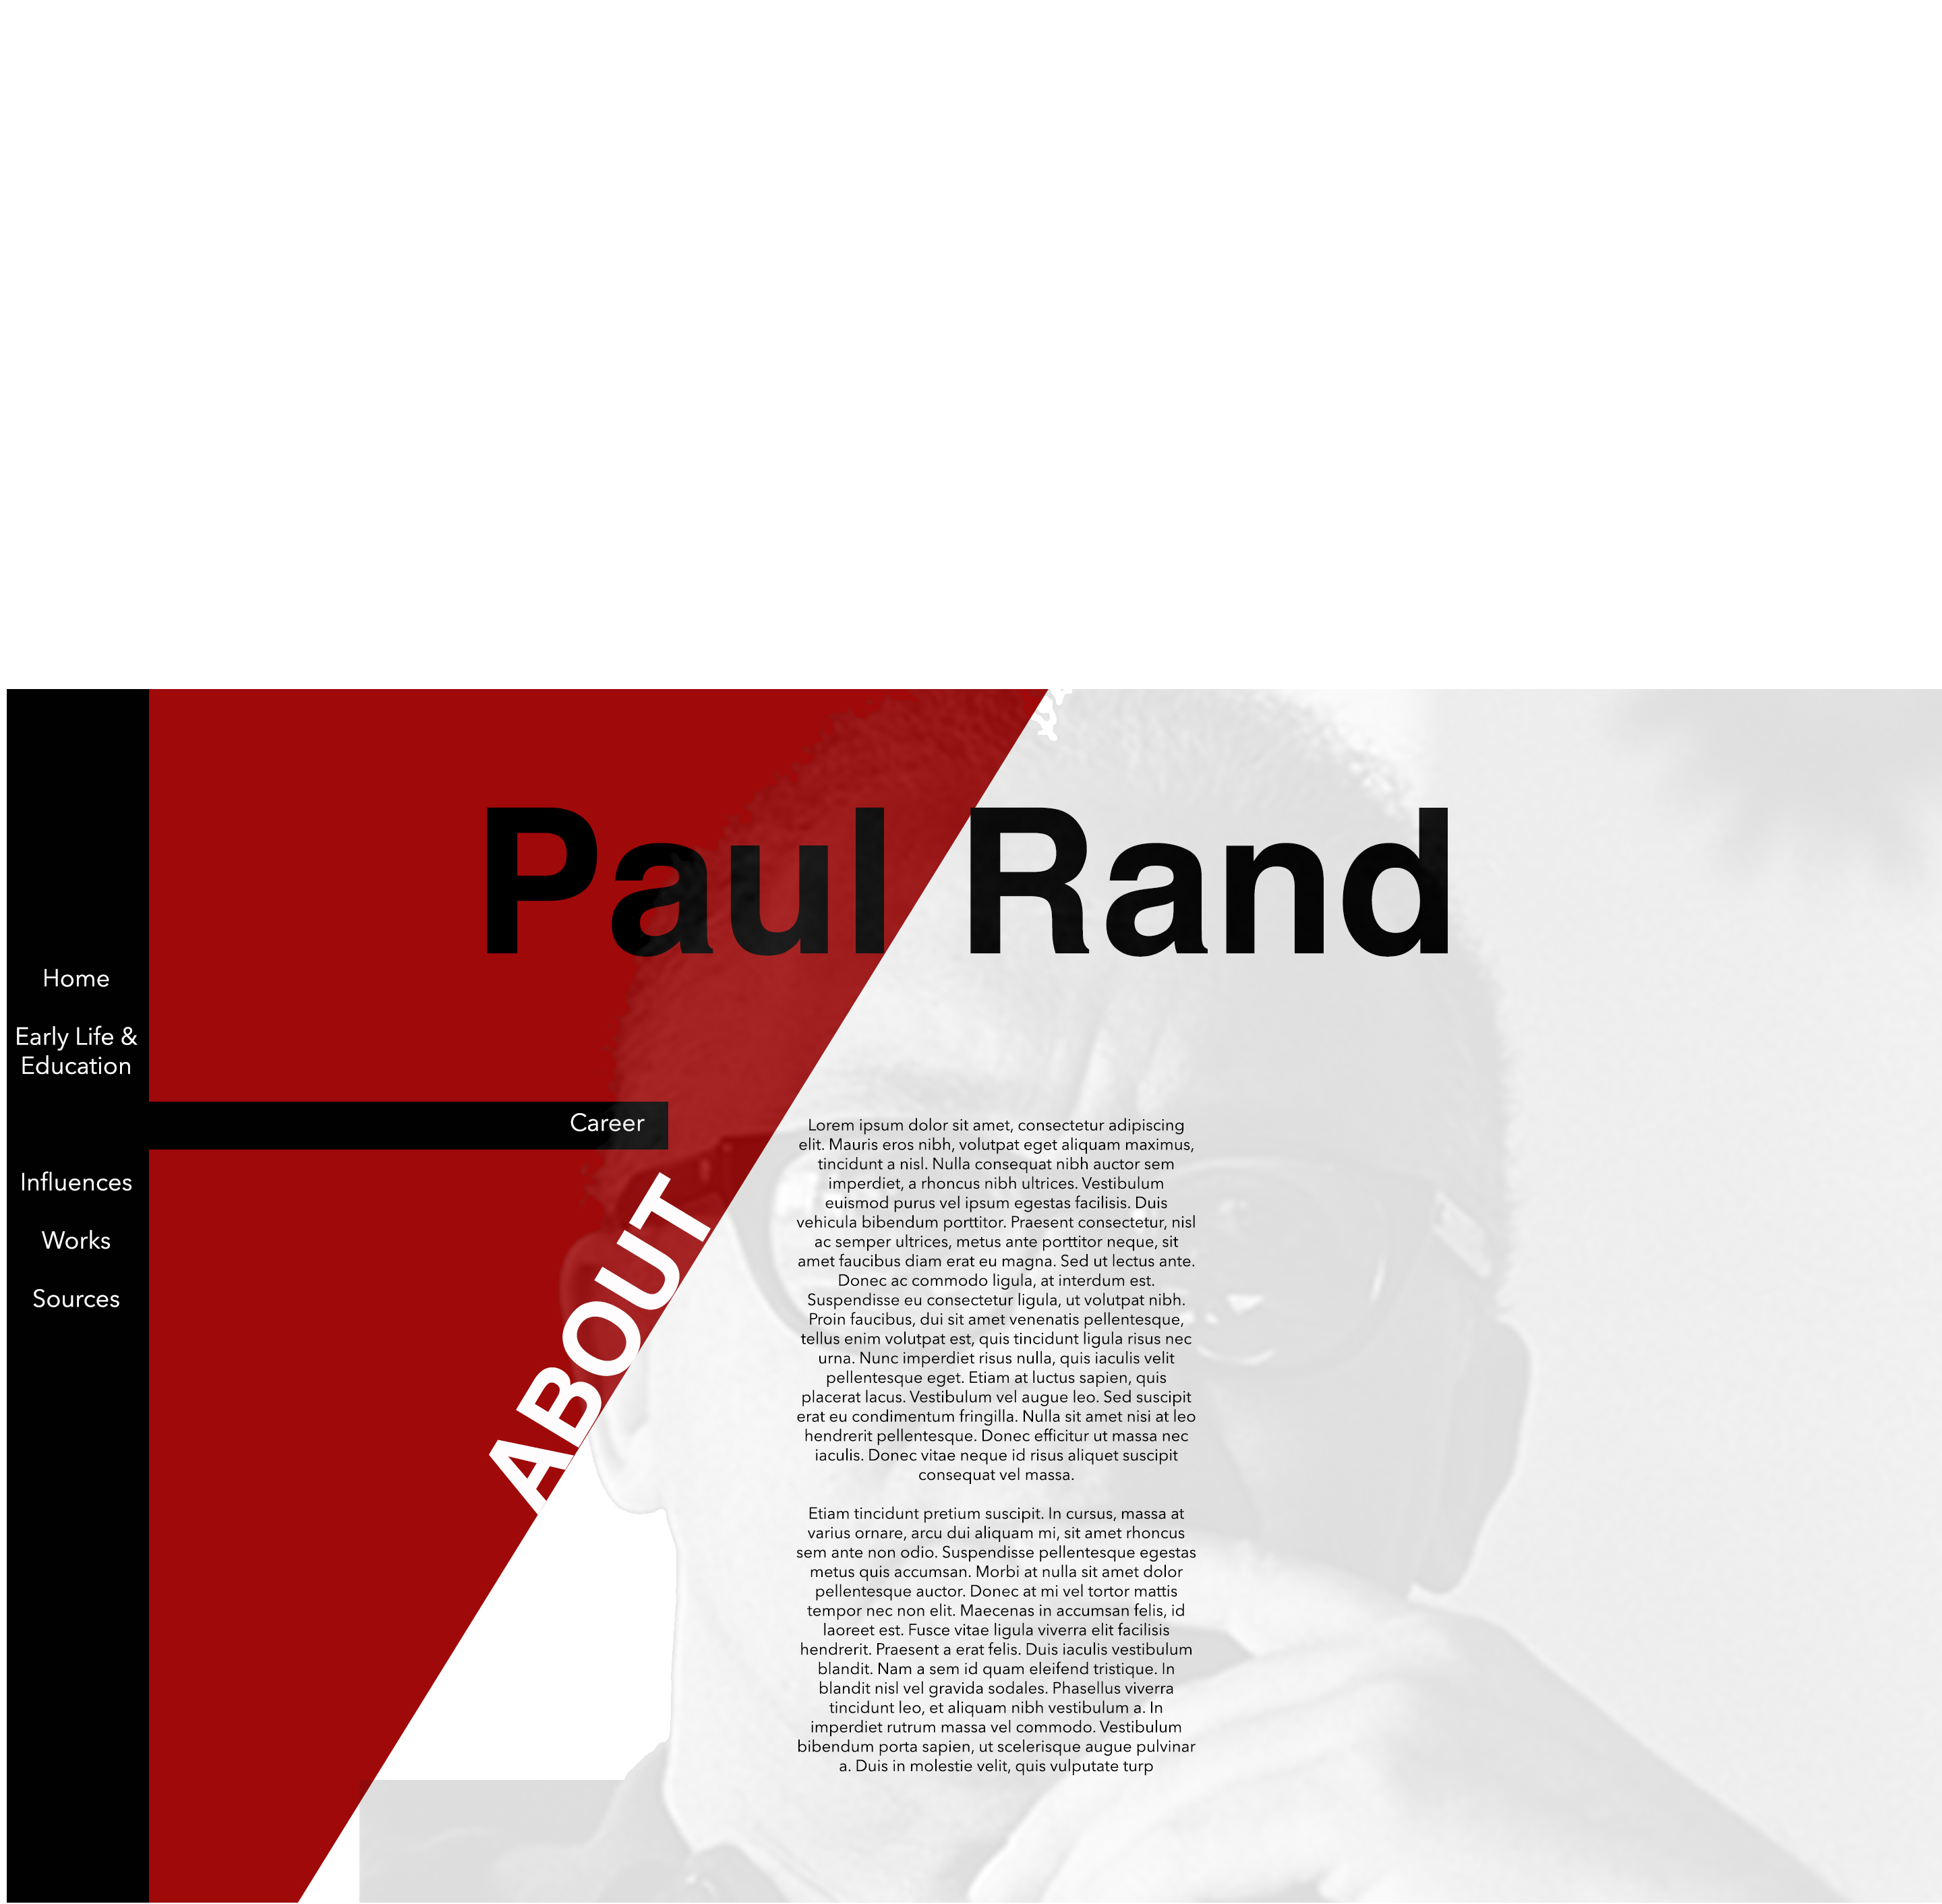 Paul Rand
Home
Early Life &
Education
Career
Influences
Works
Sources
ABOUT
Lorem ipsum dolor sit amet, consectetur adipiscing
elit. Mauris eros nibh, volutpat eget aliquam maximus,
tincidunt a nisl. Nulla consequat nibh auctor sem
imperdiet, a rhoncus nibh ultrices. Vestibulum
euismod purus vel ipsum egestas facilisis. Duis
vehicula bibendum porttitor. Praesent consectetur, nisl
ac semper ultrices, metus ante porttitor neque, sit
amet faucibus diam erat eu magna. Sed ut lectus ante.
Donec ac commodo ligula, at interdum est.
Suspendisse eu consectetur ligula, ut volutpat nibh.
Proin faucibus, dui sit amet venenatis pellentesque,
tellus enim volutpat est, quis tincidunt ligula risus nec
urna. Nunc imperdiet risus nulla, quis iaculis velit
pellentesque eget. Etiam at luctus sapien, quis
placerat lacus. Vestibulum vel augue leo. Sed suscipit
erat eu condimentum fringilla. Nulla sit amet nisi at leo
hendrerit pellentesque. Donec efficitur ut massa nec
iaculis. Donec vitae neque id risus aliquet suscipit
consequat vel massa.
Etiam tincidunt pretium suscipit. In cursus, massa at
varius ornare, arcu dui aliquam mi, sit amet rhoncus
sem ante non odio. Suspendisse pellentesque egestas
metus quis accumsan. Morbi at nulla sit amet dolor
pellentesque auctor. Donec at mi vel tortor mattis
tempor nec non elit. Maecenas in accumsan felis, id
laoreet est. Fusce vitae ligula viverra elit facilisis
hendrerit. Praesent a erat felis. Duis iaculis vestibulum
blandit. Nam a sem id quam eleifend tristique. In
blandit nisl vel gravida sodales. Phasellus viverra
tincidunt leo, et aliquam nibh vestibulum a. In
imperdiet rutrum massa vel commodo. Vestibulum
bibendum porta sapien, ut scelerisque augue pulvinar
a. Duis in molestie velit, quis vulputate turp